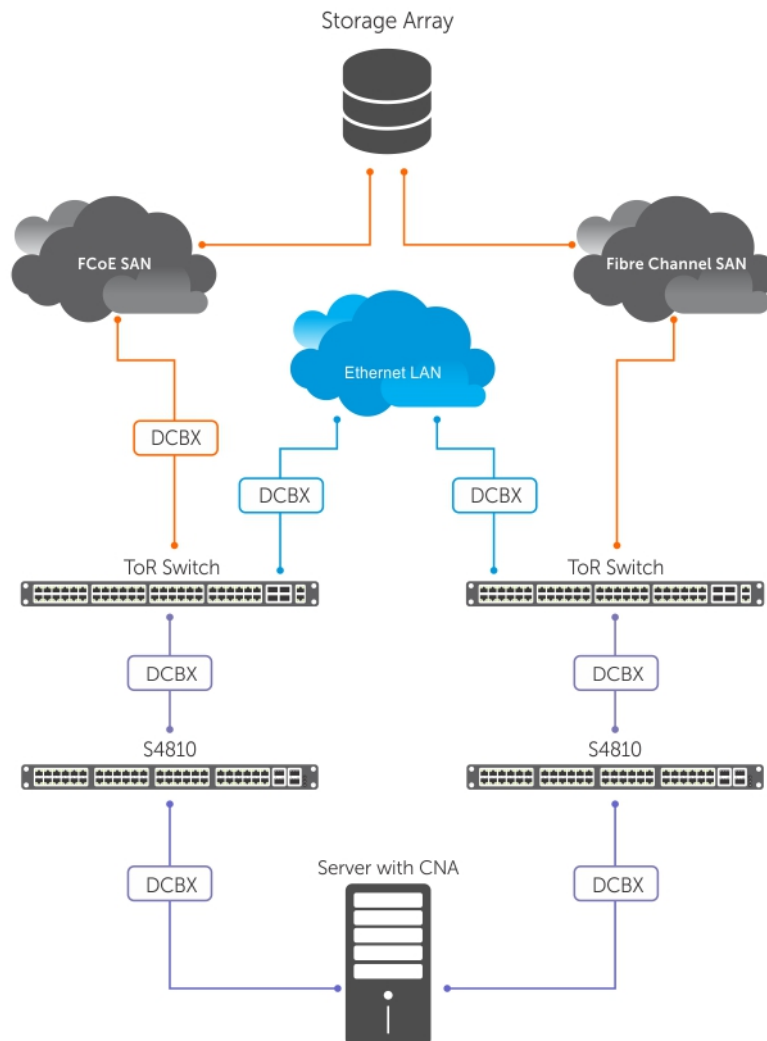 Storage Array
FCoE SAN
Fibre Channel SAN
Ethernet LAN
DCBX
DCBX
DCBX
ToR Switch
ToR Switch
DCBX
DCBX
S4810
S4810
Server with CNA
DCBX
DCBX